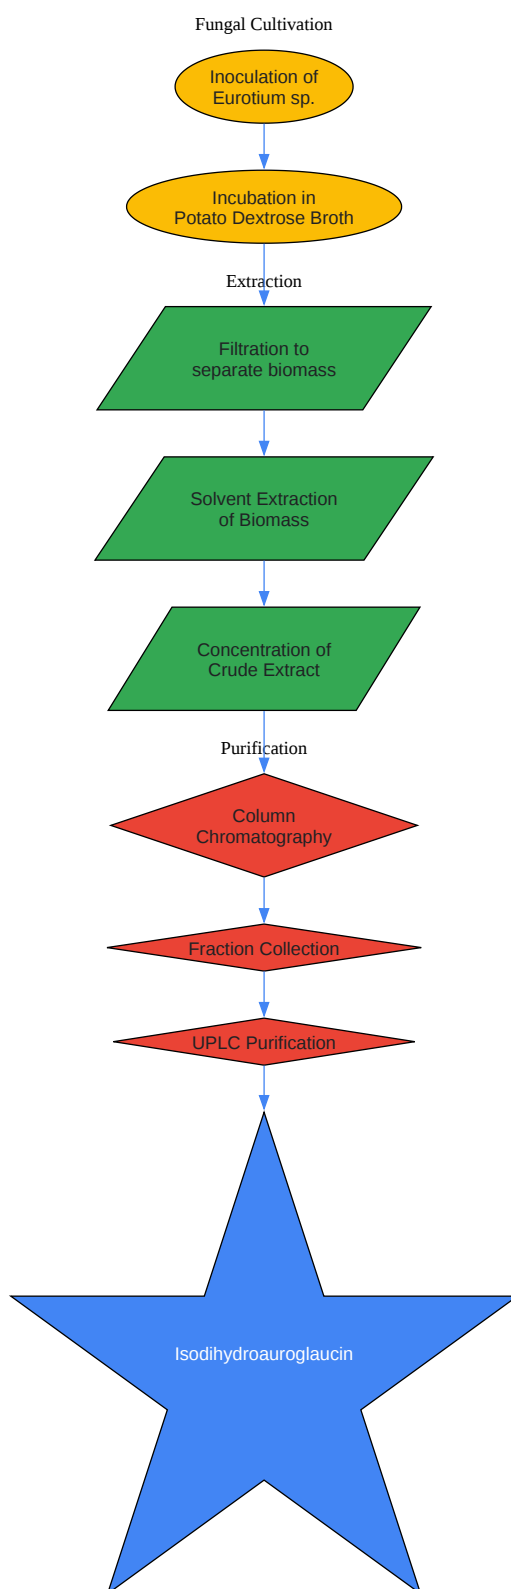 Fungal Cultivation
Inoculation of
Eurotium sp.
Incubation in
Potato Dextrose Broth
Extraction
Filtration to
separate biomass
Solvent Extraction
of Biomass
Concentration of
Crude Extract
Purification
Column
Chromatography
Fraction Collection
UPLC Purification
Isodihydroauroglaucin